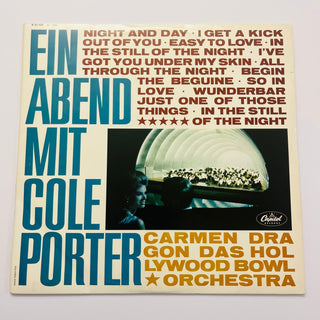 EIN
ABEND
MIT
COLE
PORTER
NIGHT AND DAY · I GET A KICK
OUT OF YOU · EASY TO LOVE · IN
THE STILL OF THE NIGHT · I'VE
GOT YOU UNDER MY SKIN · ALL
THROUGH THE NIGHT · BEGIN
THE BEGUINE · SO IN
LOVE · WUNDERBAR
JUST ONE OF THOSE
THINGS · IN THE STILL
★★★★★ OF THE NIGHT
Capitol
CARMEN DRA
GON DAS HOL
LYWOOD BOWL
★ ORCHESTRA